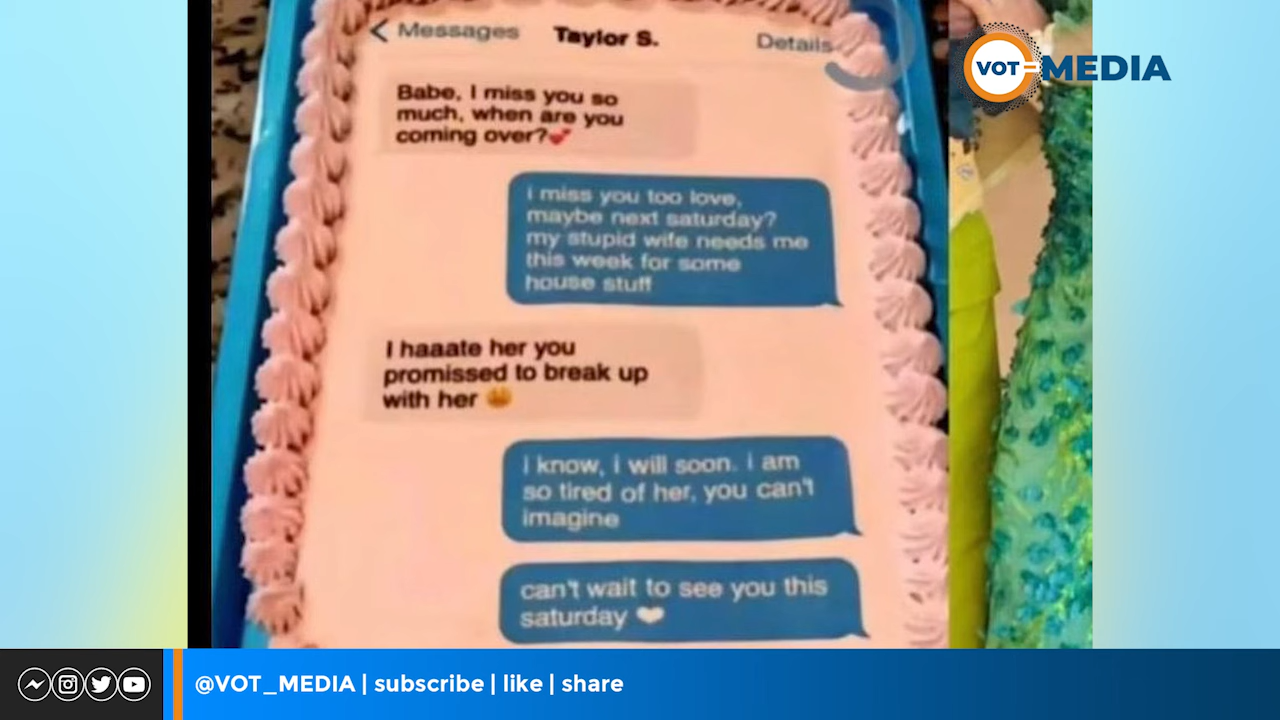 VOT MEDIA
Messages
Taylor S.
Details
Babe, I miss you so
much, when are you
coming over?💕
i miss you too love,
maybe next saturday?
my stupid wife needs me
this week for some
house stuff
I haaate her you
promissed to break up
with her
i know, i will soon. i am
so tired of her, you can't
imagine
can't wait to see you this
saturday 🤍
@VOT_MEDIA | subscribe | like | share